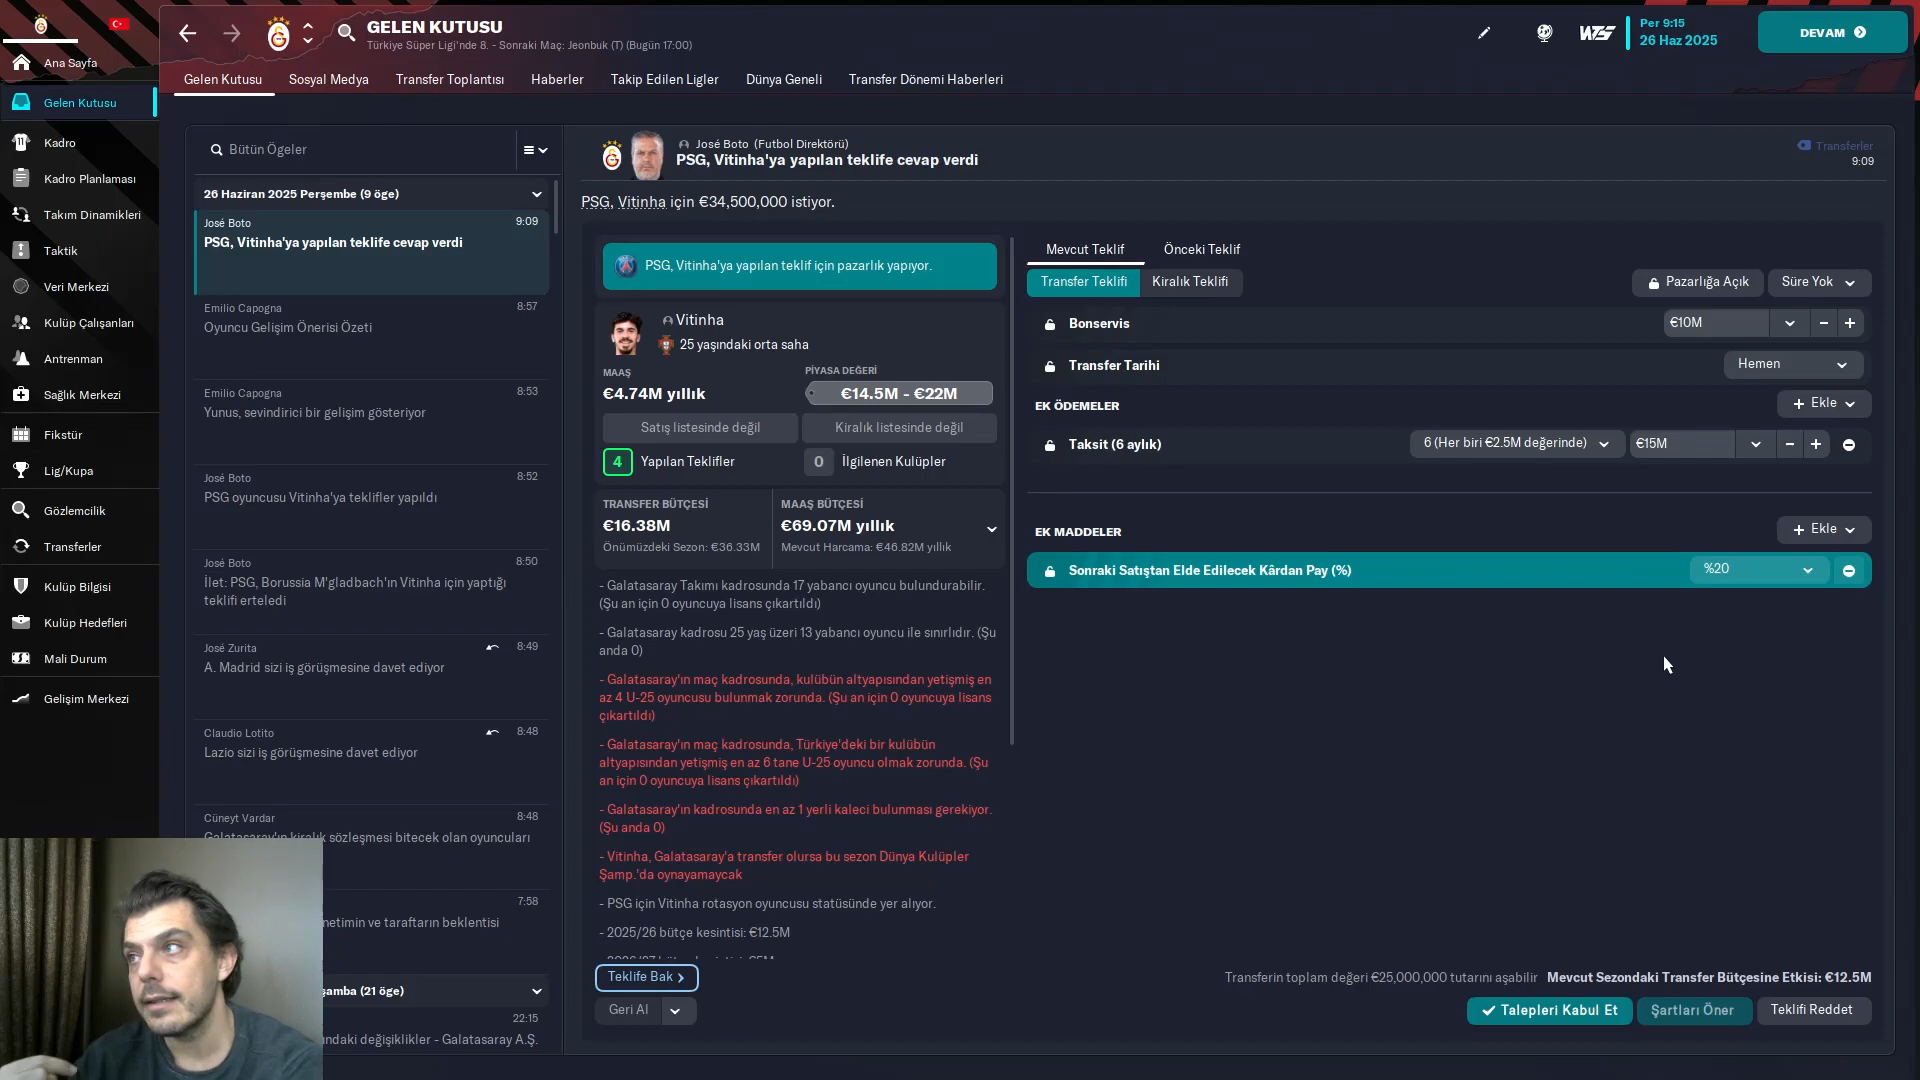 GELEN KUTUSU
Türkiye Süper Ligi'nde 8. - Sonraki Maç: Jeonbuk (T) (Bugün 17:00)
Per 9:15
26 Haz 2025
DEVAM
Gelen Kutusu
Sosyal Medya
Transfer Toplantısı
Haberler
Takip Edilen Ligler
Dünya Geneli
Transfer Dönemi Haberleri
Ana Sayfa
Gelen Kutusu
Kadro
Kadro Planlaması
Takım Dinamikleri
Taktik
Veri Merkezi
Kulüp Çalışanları
Antrenman
Sağlık Merkezi
Fikstür
Lig/Kupa
Gözlemcilik
Transferler
Kulüp Bilgisi
Kulüp Hedefleri
Mali Durum
Gelişim Merkezi
Bütün Ögeler
26 Haziran 2025 Perşembe (9 öge)
José Boto 9:09
PSG, Vitinha'ya yapılan teklife cevap verdi
Emilio Capogna 8:57
Oyuncu Gelişim Önerisi Özeti
Emilio Capogna 8:53
Yunus, sevindirici bir gelişim gösteriyor
José Boto 8:52
PSG oyuncusu Vitinha'ya teklifler yapıldı
José Boto 8:50
İlet: PSG, Borussia M'gladbach'ın Vitinha için yaptığı
teklifi erteledi
José Zurita 8:49
A. Madrid sizi iş görüşmesine davet ediyor
Claudio Lotito 8:48
Lazio sizi iş görüşmesine davet ediyor
Cüneyt Vardar 8:48
Galatasaray'ın kiralık sözleşmesi bitecek olan oyuncuları
7:58
netimin ve taraftarın beklentisi
şamba (21 öge)
22:15
ındaki değişiklikler - Galatasaray A.Ş.
José Boto (Futbol Direktörü)
PSG, Vitinha'ya yapılan teklife cevap verdi
Transferler
9:09
PSG, Vitinha için €34,500,000 istiyor.
PSG, Vitinha'ya yapılan teklif için pazarlık yapıyor.
Vitinha
25 yaşındaki orta saha
MAAŞ
€4.74M yıllık
PİYASA DEĞERİ
€14.5M - €22M
Satış listesinde değil
Kiralık listesinde değil
4 Yapılan Teklifler
0 İlgilenen Kulüpler
TRANSFER BÜTÇESİ
€16.38M
Önümüzdeki Sezon: €36.33M
MAAŞ BÜTÇESİ
€69.07M yıllık
Mevcut Harcama: €46.82M yıllık
- Galatasaray Takımı kadrosunda 17 yabancı oyuncu bulundurabilir.
(Şu an için 0 oyuncuya lisans çıkartıldı)
- Galatasaray kadrosu 25 yaş üzeri 13 yabancı oyuncu ile sınırlıdır. (Şu
anda 0)
- Galatasaray'ın maç kadrosunda, kulübün altyapısından yetişmiş en
az 4 U-25 oyuncusu bulunmak zorunda. (Şu an için 0 oyuncuya lisans
çıkartıldı)
- Galatasaray'ın maç kadrosunda, Türkiye'deki bir kulübün
altyapısından yetişmiş en az 6 tane U-25 oyuncu olmak zorunda. (Şu
an için 0 oyuncuya lisans çıkartıldı)
- Galatasaray'ın kadrosunda en az 1 yerli kaleci bulunması gerekiyor.
(Şu anda 0)
- Vitinha, Galatasaray'a transfer olursa bu sezon Dünya Kulüpler
Şamp.'da oynayamaycak
- PSG için Vitinha rotasyon oyuncusu statüsünde yer alıyor.
- 2025/26 bütçe kesintisi: €12.5M
Teklife Bak
Geri Al
Mevcut Teklif
Önceki Teklif
Transfer Teklifi
Kiralık Teklifi
Pazarlığa Açık
Süre Yok
Bonservis €10M
Transfer Tarihi Hemen
EK ÖDEMELER + Ekle
Taksit (6 aylık) 6 (Her biri €2.5M değerinde) €15M
EK MADDELER + Ekle
Sonraki Satıştan Elde Edilecek Kârdan Pay (%) %20
Transferin toplam değeri €25,000,000 tutarını aşabilir Mevcut Sezondaki Transfer Bütçesine Etkisi: €12.5M
Talepleri Kabul Et
Şartları Öner
Teklifi Reddet